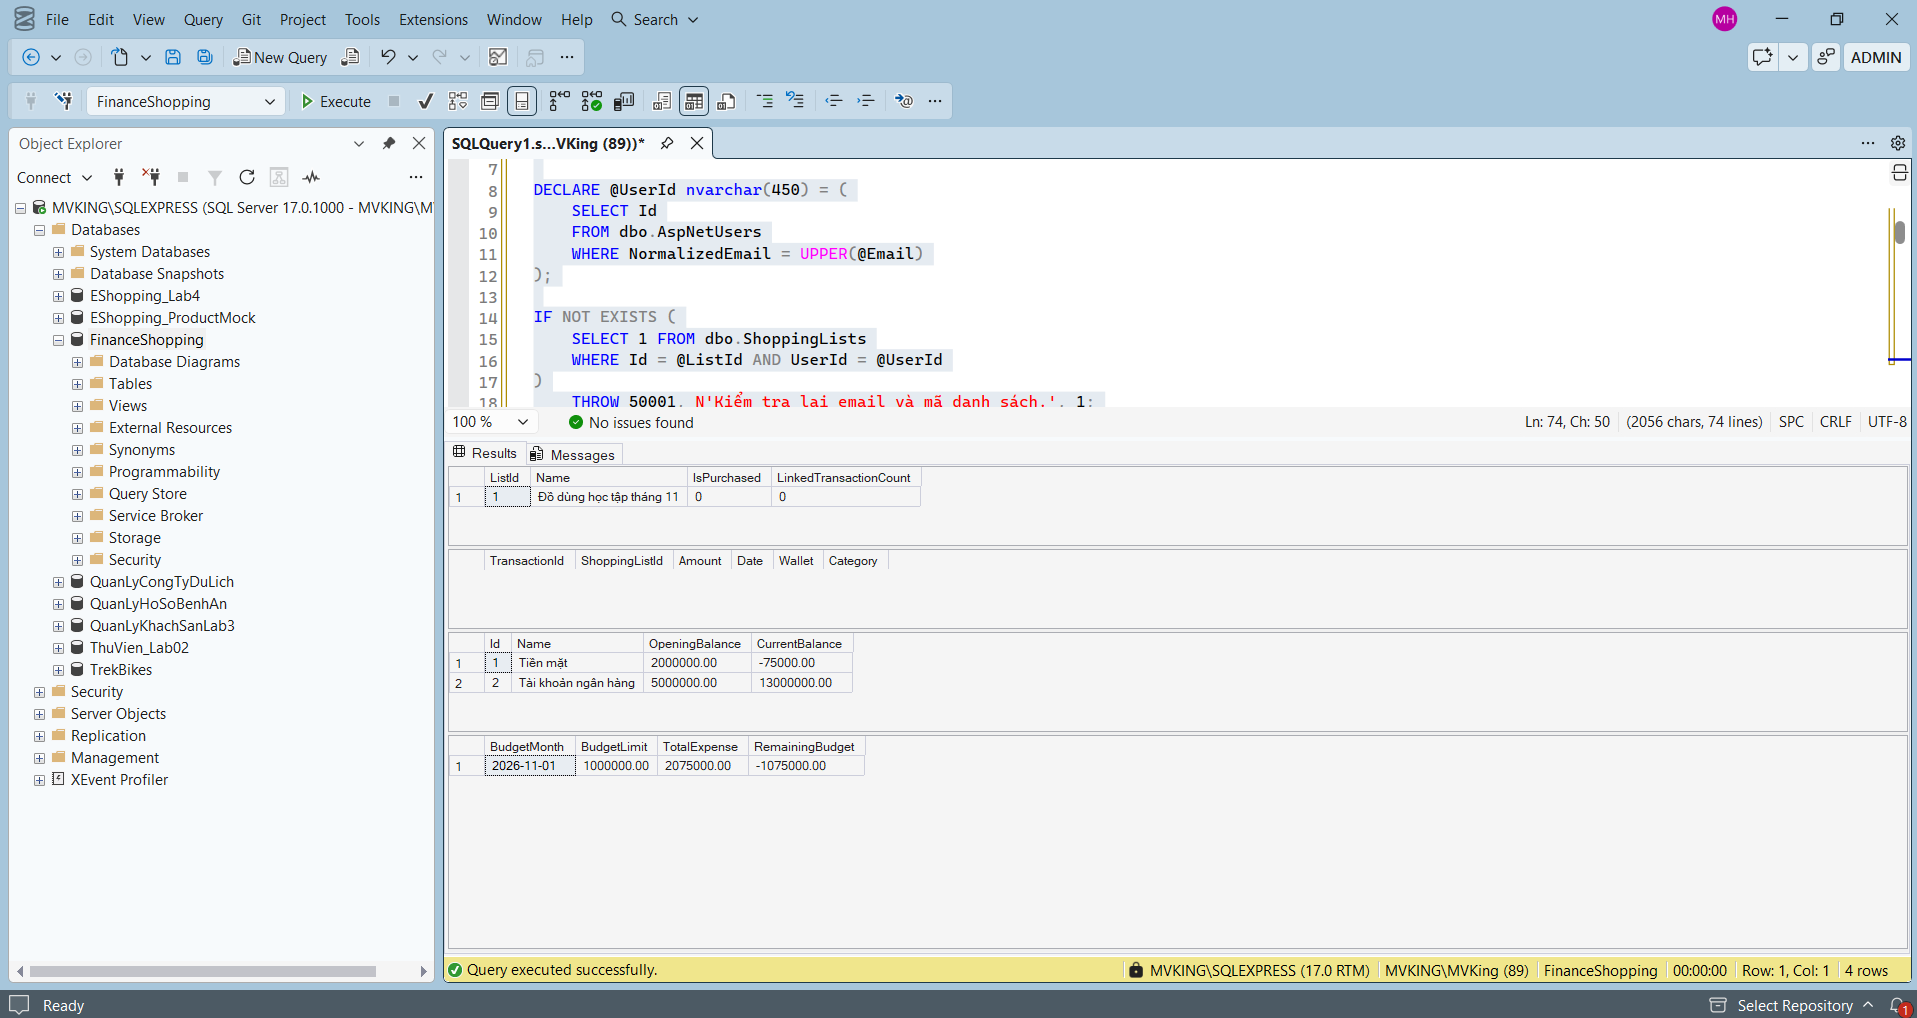 File Edit View Query Git Project Tools Extensions Window Help Search MH
New Query ADMIN
FinanceShopping Execute
Object Explorer
Connect
MVKING\SQLEXPRESS (SQL Server 17.0.1000 - MVKING\M
Databases
System Databases
Database Snapshots
EShopping_Lab4
EShopping_ProductMock
FinanceShopping
Database Diagrams
Tables
Views
External Resources
Synonyms
Programmability
Query Store
Service Broker
Storage
Security
QuanLyCongTyDuLich
QuanLyHoSoBenhAn
QuanLyKhachSanLab3
ThuVien_Lab02
TrekBikes
Security
Server Objects
Replication
Management
XEvent Profiler
SQLQuery1.s...VKing (89))*
7
8 DECLARE @UserId nvarchar(450) = (
9 SELECT Id
10 FROM dbo.AspNetUsers
11 WHERE NormalizedEmail = UPPER(@Email)
12 );
13
14 IF NOT EXISTS (
15 SELECT 1 FROM dbo.ShoppingLists
16 WHERE Id = @ListId AND UserId = @UserId
17 )
18 THROW 50001, N'Kiểm tra lại email và mã danh sách.', 1;
100 % No issues found Ln: 74, Ch: 50 (2056 chars, 74 lines) SPC CRLF UTF-8
Results Messages
ListId Name IsPurchased LinkedTransactionCount
1 1 Đồ dùng học tập tháng 11 0 0
TransactionId ShoppingListId Amount Date Wallet Category
Id Name OpeningBalance CurrentBalance
1 1 Tiền mặt 2000000.00 -75000.00
2 2 Tài khoản ngân hàng 5000000.00 13000000.00
BudgetMonth BudgetLimit TotalExpense RemainingBudget
1 2026-11-01 1000000.00 2075000.00 -1075000.00
Query executed successfully. MVKING\SQLEXPRESS (17.0 RTM) MVKING\MVKing (89) FinanceShopping 00:00:00 Row: 1, Col: 1 4 rows
Ready Select Repository 1